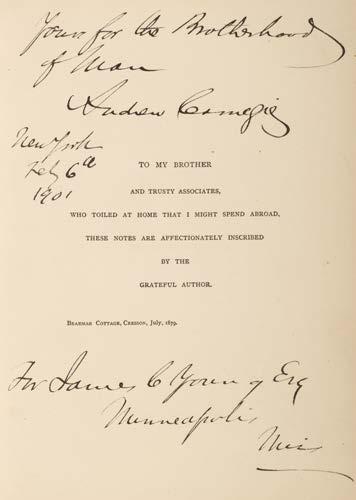 Yours for the Brotherhood
of Man
Andrew Carnegie
New York
Feby 6th
1901
TO MY BROTHER
AND TRUSTY ASSOCIATES,
WHO TOILED AT HOME THAT I MIGHT SPEND ABROAD,
THESE NOTES ARE AFFECTIONATELY INSCRIBED
BY THE
GRATEFUL AUTHOR.
BRAEMAR COTTAGE, CRESSON, July, 1879.
For James C Young Esq
Minneapolis